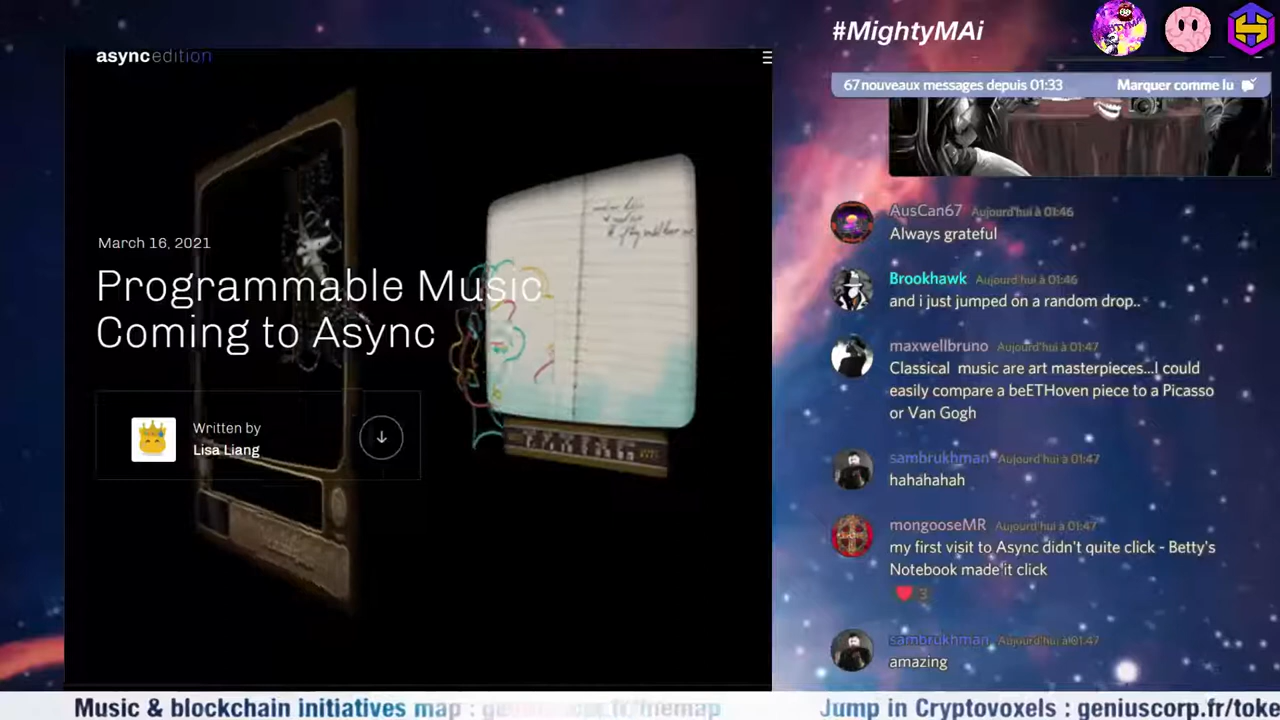 asyncedition
March 16, 2021
Programmable Music
Coming to Async
Written by
Lisa Liang
#MightyMAi
67 nouveaux messages depuis 01:33
Marquer comme lu
AusCan67 Aujourd'hui à 01:46
Always grateful
Brookhawk Aujourd'hui à 01:46
and i just jumped on a random drop..
maxwellbruno Aujourd'hui à 01:47
Classical music are art masterpieces...I could
easily compare a beETHoven piece to a Picasso
or Van Gogh
sambrukhman Aujourd'hui à 01:47
hahahahah
mongooseMR Aujourd'hui à 01:47
my first visit to Async didn't quite click - Betty's
Notebook made it click
3
sambrukhman Aujourd'hui à 01:47
amazing
Music & blockchain initiatives map :
Jump in Cryptovoxels : geniuscorp.fr/toke